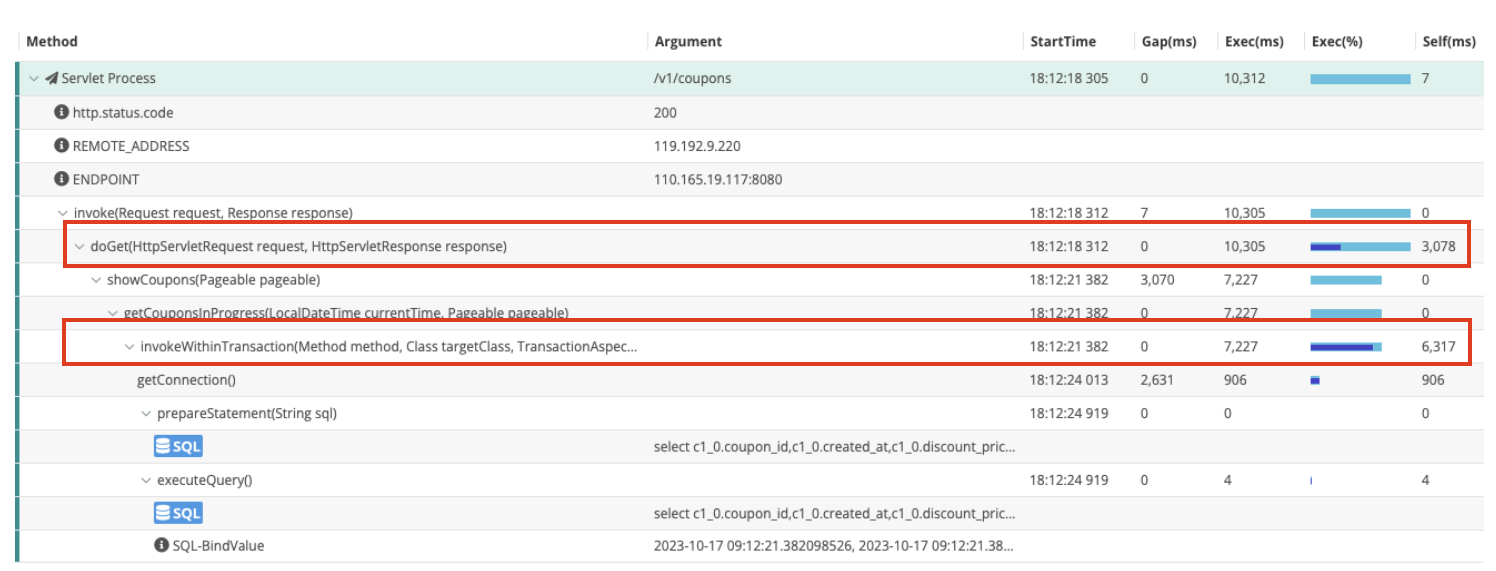 Method Argument StartTime Gap(ms) Exec(ms) Exec(%) Self(ms)
Servlet Process /v1/coupons 18:12:18 305 0 10,312 7
http.status.code 200
REMOTE_ADDRESS 119.192.9.220
ENDPOINT 110.165.19.117:8080
invoke(Request request, Response response) 18:12:18 312 7 10,305 0
doGet(HttpServletRequest request, HttpServletResponse response) 18:12:18 312 0 10,305 3,078
showCoupons(Pageable pageable) 18:12:21 382 3,070 7,227 0
getCouponsInProgress(LocalDateTime currentTime, Pageable pageable) 18:12:21 382 0 7,227 0
invokeWithinTransaction(Method method, Class targetClass, TransactionAspec... 18:12:21 382 0 7,227 6,317
getConnection() 18:12:24 013 2,631 906 906
prepareStatement(String sql) 18:12:24 919 0 0 0
SQL select c1_0.coupon_id,c1_0.created_at,c1_0.discount_pric...
executeQuery() 18:12:24 919 0 4 4
SQL select c1_0.coupon_id,c1_0.created_at,c1_0.discount_pric...
SQL-BindValue 2023-10-17 09:12:21.382098526, 2023-10-17 09:12:21.38...